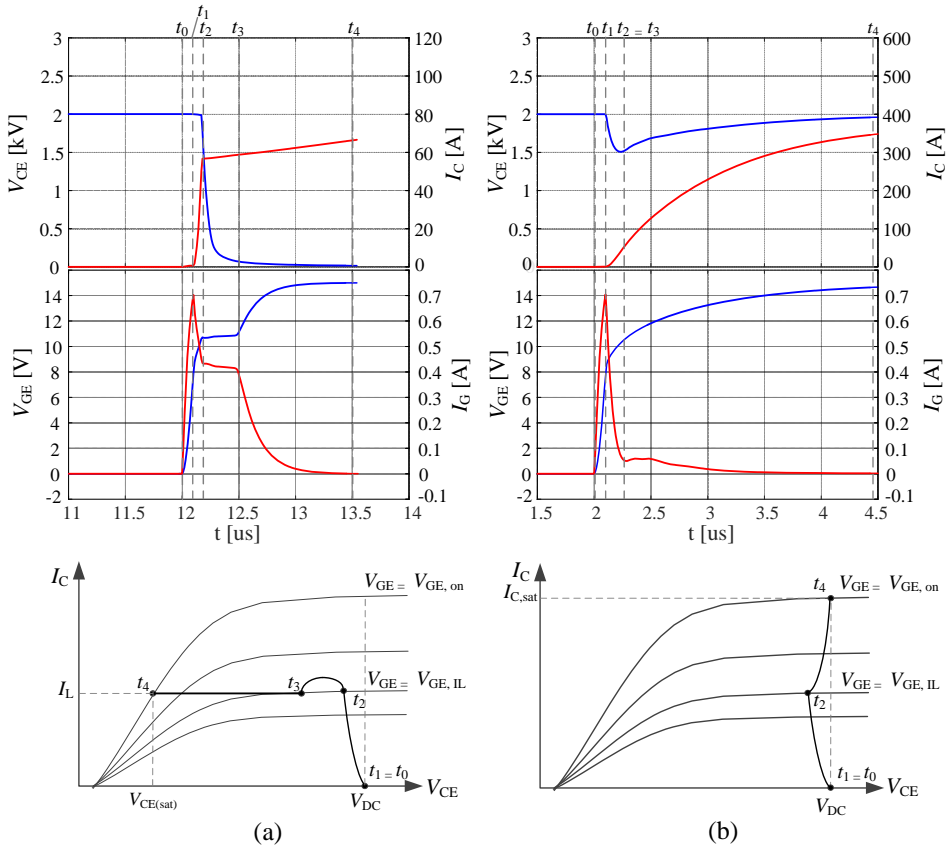 t0 t1 t2 t3 t4
3 2.5 2 1.5 1 0.5 0
VCE [kV]
120 100 80 60 40 20 0
IC [A]
14 12 10 8 6 4 2 0 -2
VGE [V]
0.7 0.6 0.5 0.4 0.3 0.2 0.1 0 -0.1
IG [A]
11 11.5 12 12.5 13 13.5 14
t [us]
t0 t1 t2 = t3 t4
3 2.5 2 1.5 1 0.5 0
VCE [kV]
600 500 400 300 200 100 0
IC [A]
14 12 10 8 6 4 2 0 -2
VGE [V]
0.7 0.6 0.5 0.4 0.3 0.2 0.1 0 -0.1
IG [A]
1.5 2 2.5 3 3.5 4 4.5
t [us]
IC
VGE = VGE, on
t4 t3
VGE = VGE, IL
IL
t2
t1 = t0
VCE
VCE(sat)
VDC
(a)
IC
IC,sat
t4
VGE = VGE, on
VGE = VGE, IL
t2
t1 = t0
VCE
VDC
(b)